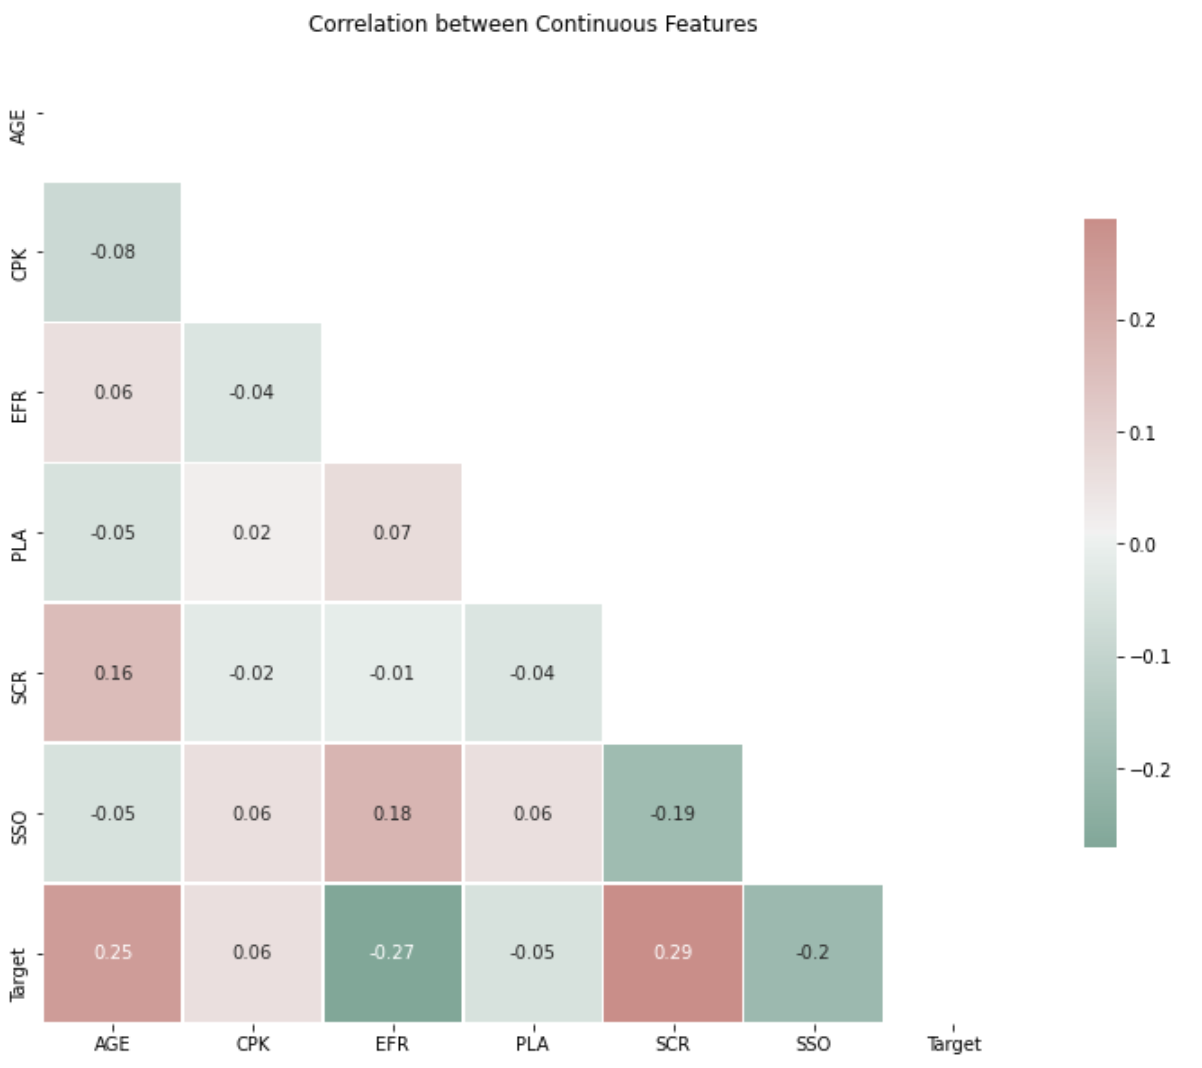 Correlation between Continuous Features
AGE
CPK -0.08
EFR 0.06 -0.04
PLA -0.05 0.02 0.07
SCR 0.16 -0.02 -0.01 -0.04
SSO -0.05 0.06 0.18 0.06 -0.19
Target 0.25 0.06 -0.27 -0.05 0.29 -0.2
AGE CPK EFR PLA SCR SSO Target
0.2
0.1
0.0
−0.1
−0.2